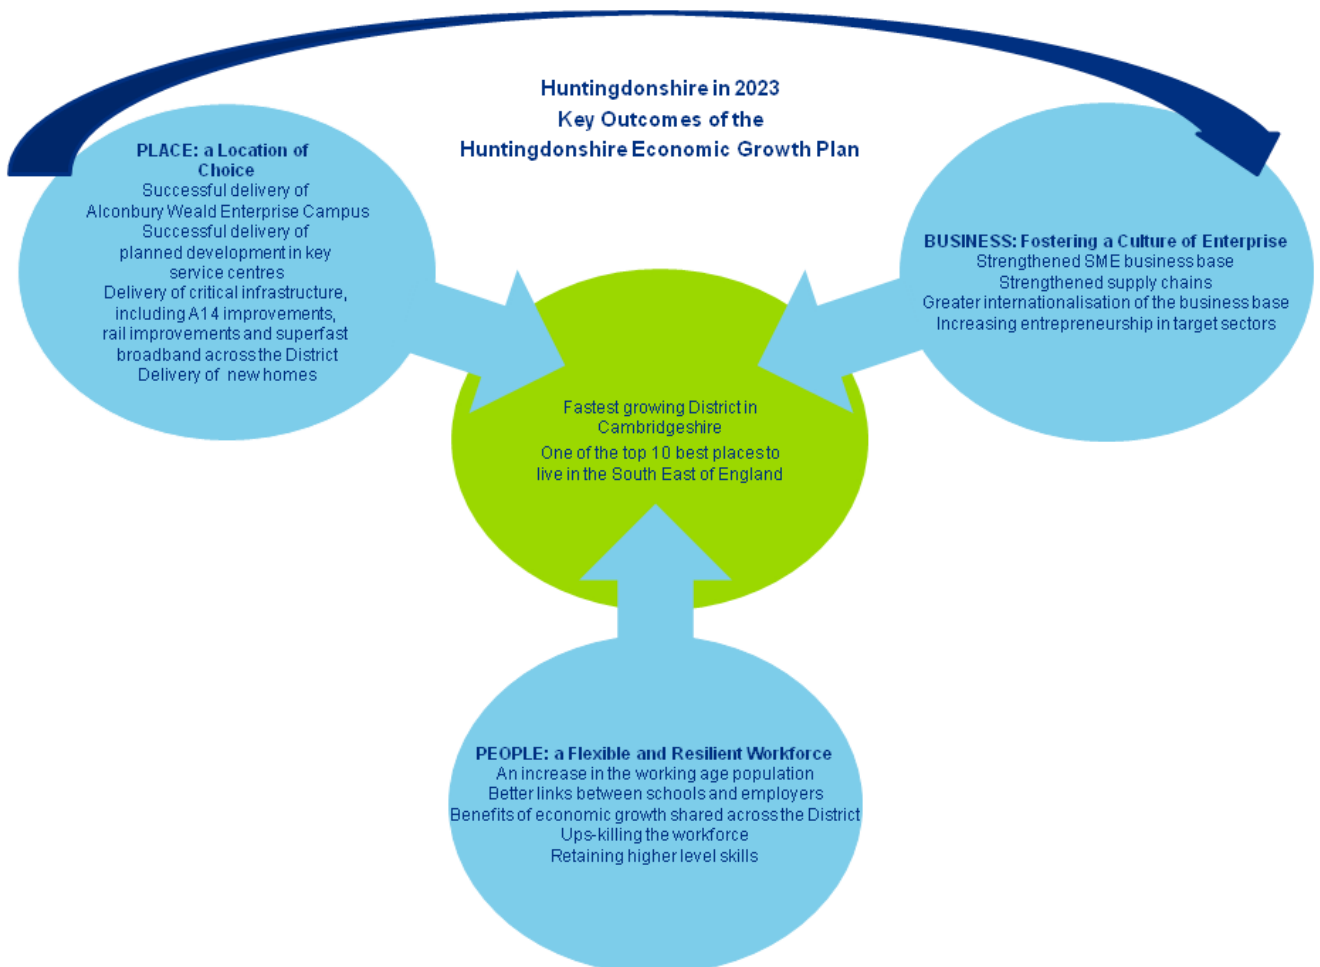 Huntingdonshire in 2023
Key Outcomes of the
Huntingdonshire Economic Growth Plan
PLACE: a Location of
Choice
Successful delivery of
Alconbury Weald Enterprise Campus
Successful delivery of
planned development in key
service centres
Delivery of critical infrastructure,
including A14 improvements,
rail improvements and superfast
broadband across the District
Delivery of new homes
BUSINESS: Fostering a Culture of Enterprise
Strengthened SME business base
Strengthened supply chains
Greater internationalisation of the business base
Increasing entrepreneurship in target sectors
Fastest growing District in
Cambridgeshire
One of the top 10 best places to
live in the South East of England
PEOPLE: a Flexible and Resilient Workforce
An increase in the working age population
Better links between schools and employers
Benefits of economic growth shared across the District
Ups-killing the workforce
Retaining higher level skills